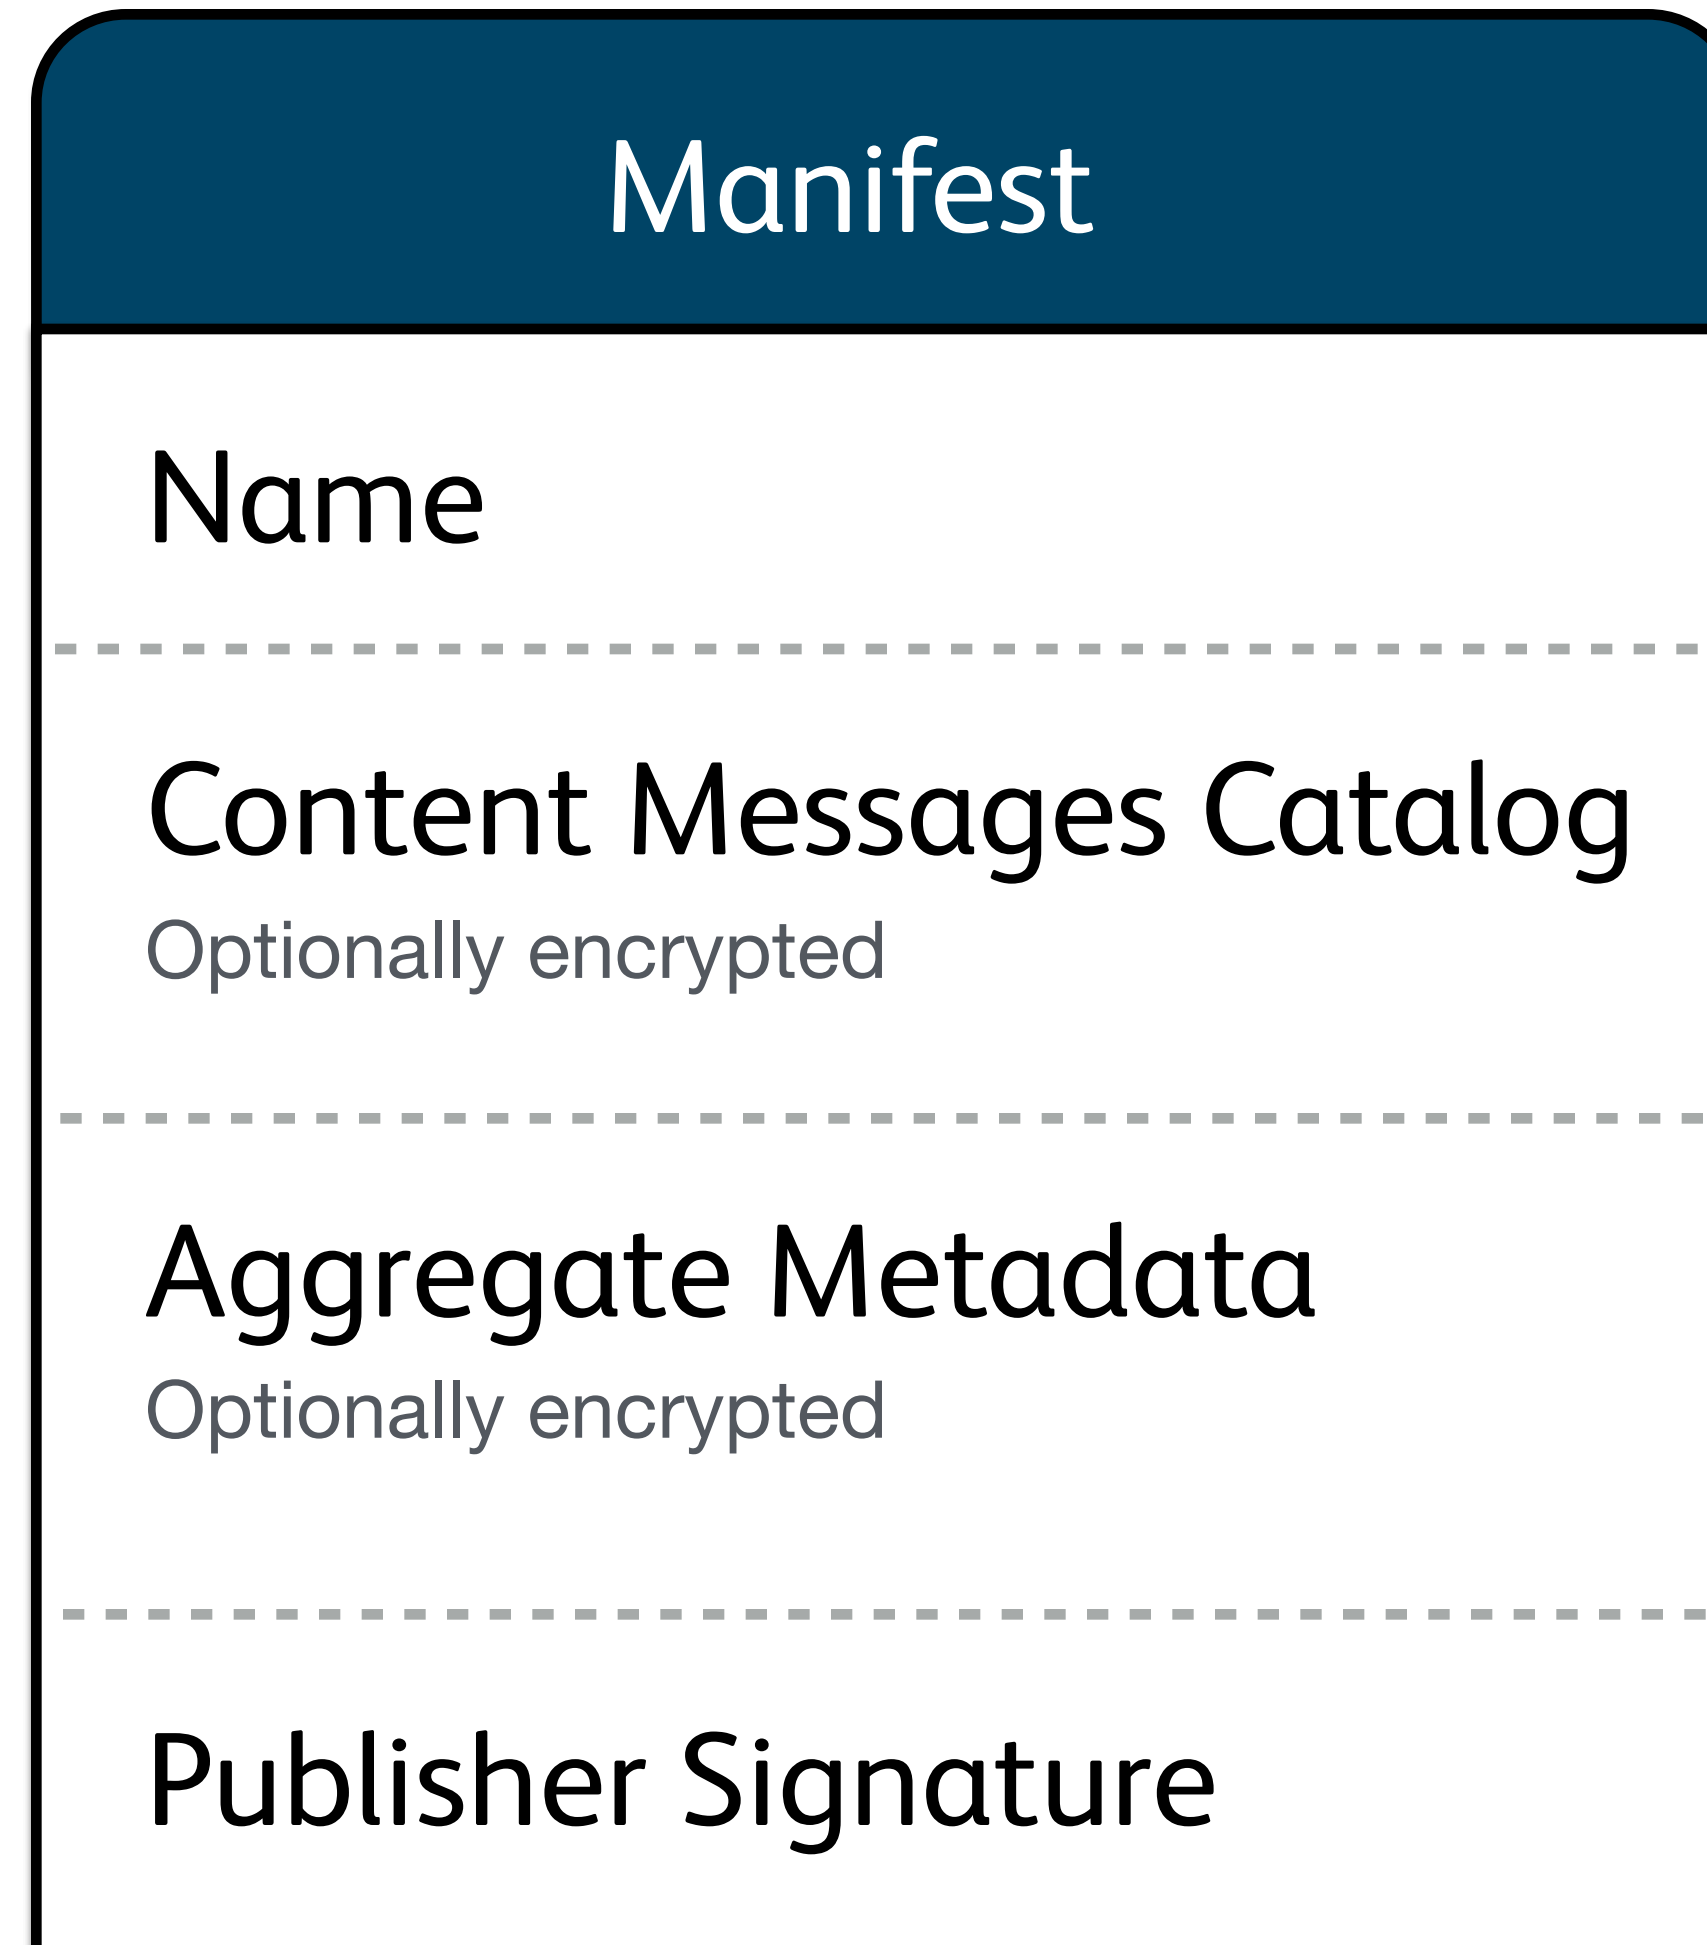 Manifest
Name
Content Messages Catalog
Optionally encrypted
Aggregate Metadata
Optionally encrypted
Publisher Signature